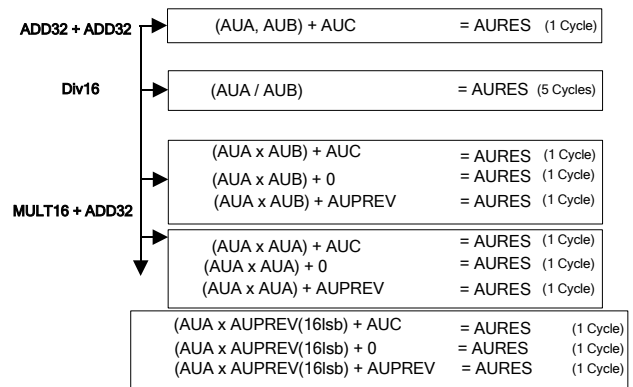 ADD32 + ADD32 (AUA, AUB) + AUC = AURES (1 Cycle)
Div16 (AUA / AUB) = AURES (5 Cycles)
(AUA x AUB) + AUC = AURES (1 Cycle)
(AUA x AUB) + 0 = AURES (1 Cycle)
(AUA x AUB) + AUPREV = AURES (1 Cycle)
MULT16 + ADD32
(AUA x AUA) + AUC = AURES (1 Cycle)
(AUA x AUA) + 0 = AURES (1 Cycle)
(AUA x AUA) + AUPREV = AURES (1 Cycle)
(AUA x AUPREV(16lsb) + AUC = AURES (1 Cycle)
(AUA x AUPREV(16lsb) + 0 = AURES (1 Cycle)
(AUA x AUPREV(16lsb) + AUPREV = AURES (1 Cycle)